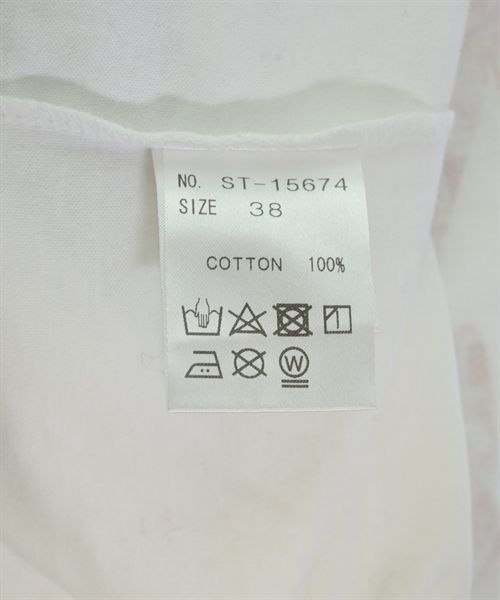 NO. ST-15674
SIZE 38
COTTON 100%
W